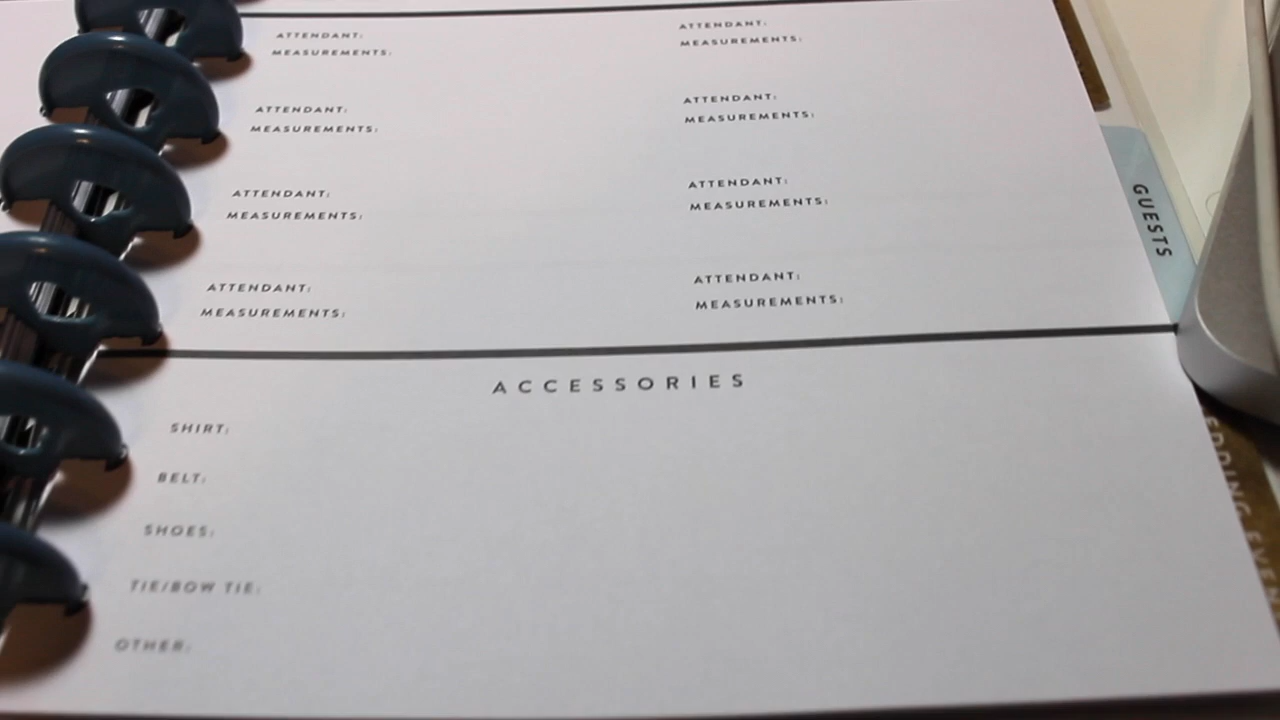 ATTENDANT:
MEASUREMENTS:
ATTENDANT:
MEASUREMENTS:
ATTENDANT:
MEASUREMENTS:
ATTENDANT:
MEASUREMENTS:
ATTENDANT:
MEASUREMENTS:
ATTENDANT:
MEASUREMENTS:
ATTENDANT:
MEASUREMENTS:
ATTENDANT:
MEASUREMENTS:
ACCESSORIES
SHIRT:
BELT:
SHOES:
TIE/BOW TIE:
OTHER:
GUESTS